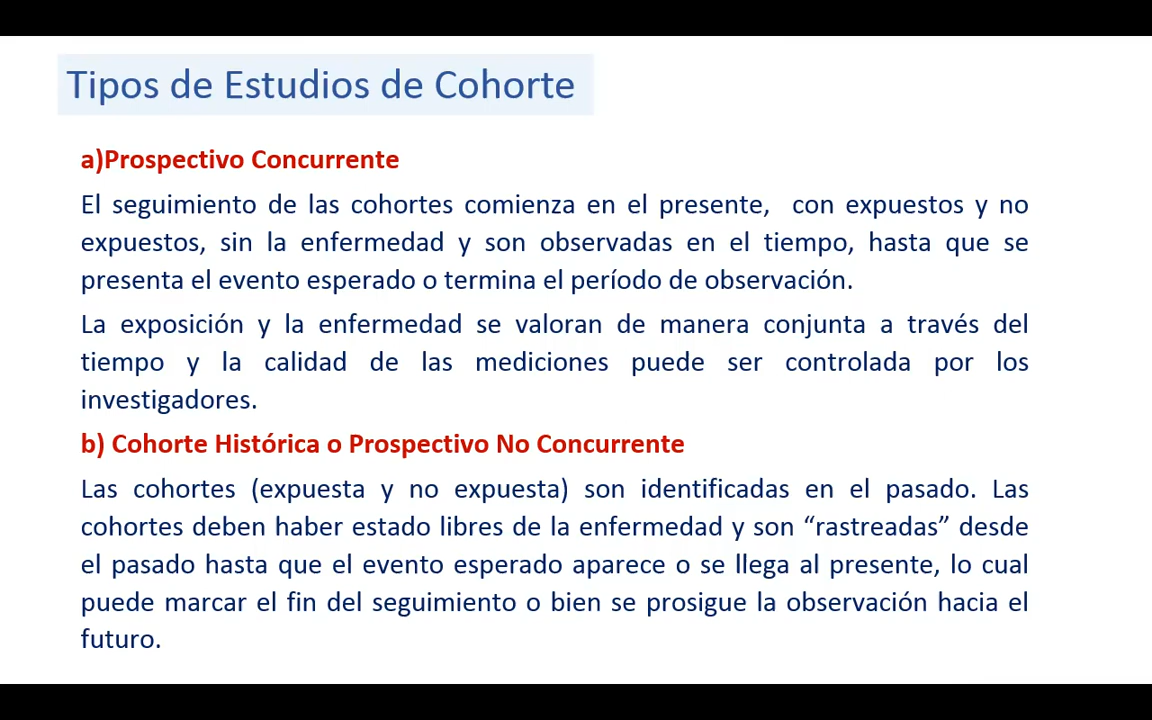 Tipos de Estudios de Cohorte
a)Prospectivo Concurrente
El seguimiento de las cohortes comienza en el presente, con expuestos y no
expuestos, sin la enfermedad y son observadas en el tiempo, hasta que se
presenta el evento esperado o termina el período de observación.
La exposición y la enfermedad se valoran de manera conjunta a través del
tiempo y la calidad de las mediciones puede ser controlada por los
investigadores.
b) Cohorte Histórica o Prospectivo No Concurrente
Las cohortes (expuesta y no expuesta) son identificadas en el pasado. Las
cohortes deben haber estado libres de la enfermedad y son “rastreadas” desde
el pasado hasta que el evento esperado aparece o se llega al presente, lo cual
puede marcar el fin del seguimiento o bien se prosigue la observación hacia el
futuro.